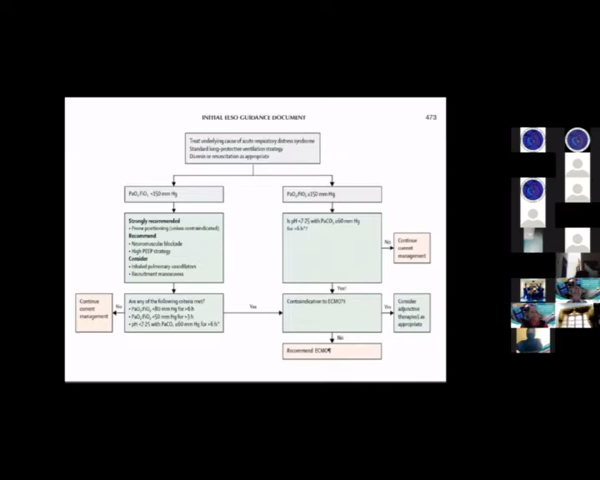 INITIAL ELSO GUIDANCE DOCUMENT
473
Treat underlying cause of acute respiratory distress syndrome
Standard lung-protective ventilation strategy
Diuresis or resuscitation as appropriate
PaO₂:FiO₂ <150 mm Hg
PaO₂:FiO₂ ≥150 mm Hg
Strongly recommended
• Prone positioning (unless contraindicated)
Recommend
• Neuromuscular blockade
• High PEEP strategy
Consider
• Inhaled pulmonary vasodilators
• Recruitment manoeuvres
Is pH <7·25 with PaCO₂ ≥60 mm Hg
for >6 h*?
No
Continue
current
management
Yes†
Continue
current
management
Are any of the following criteria met?
• PaO₂:FiO₂ <80 mm Hg for >6 h
• PaO₂:FiO₂ <50 mm Hg for >3 h
• pH <7·25 with PaCO₂ ≥60 mm Hg for >6 h*
Yes
Contraindication to ECMO?
Yes
Consider
adjunctive
therapies as
appropriate
No
Recommend ECMO